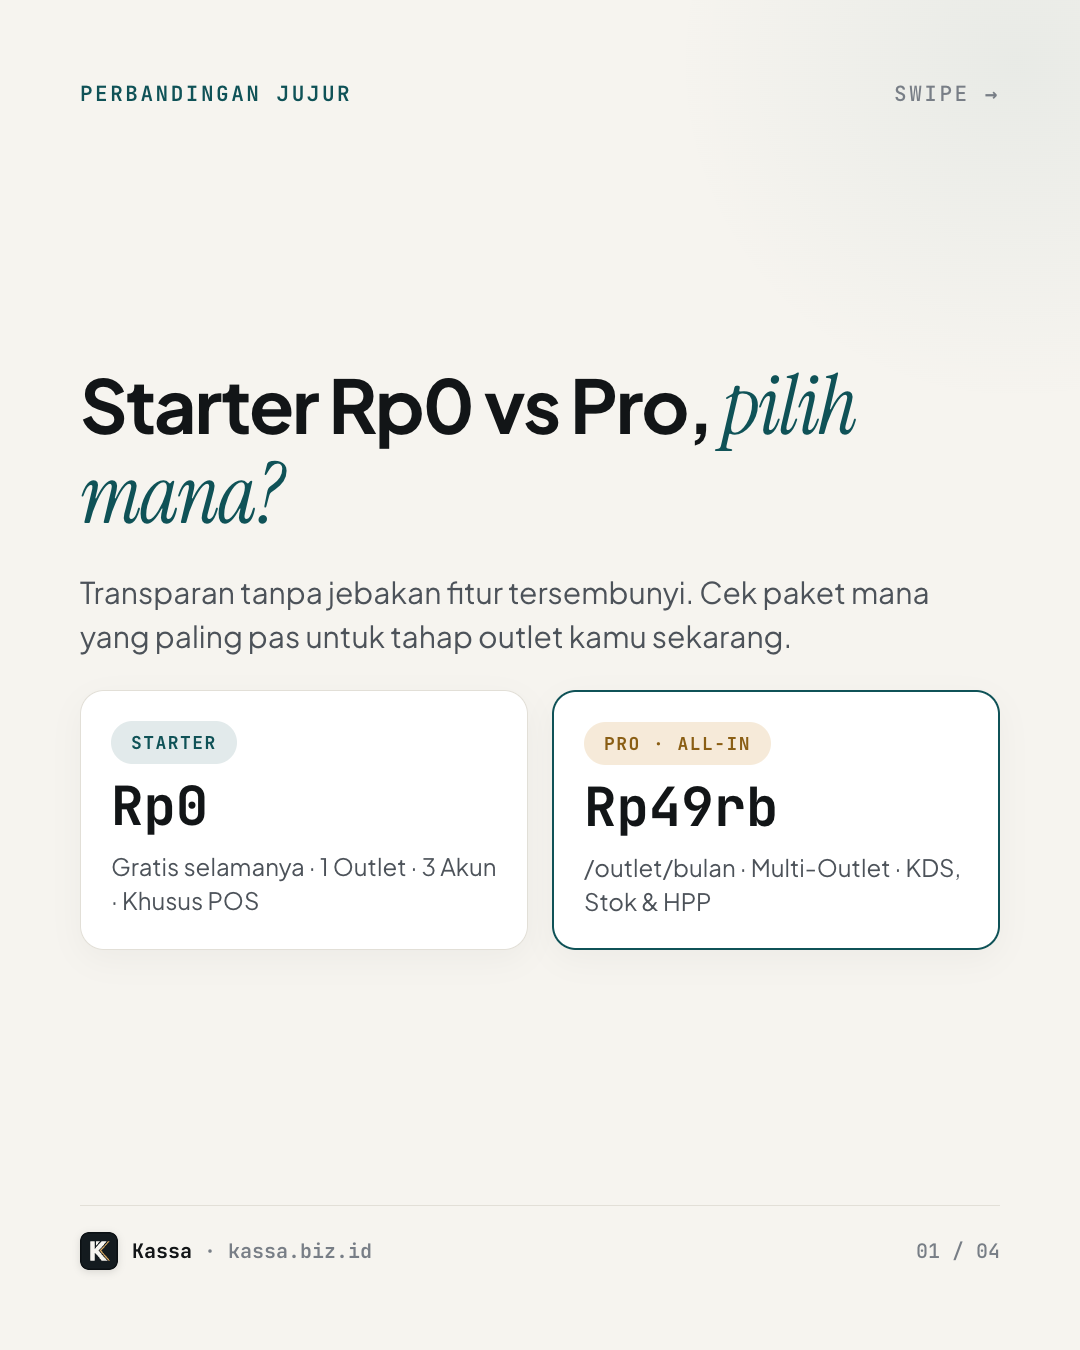 PERBANDINGAN JUJUR
SWIPE →
Starter Rp0 vs Pro, pilih
mana?
Transparan tanpa jebakan fitur tersembunyi. Cek paket mana
yang paling pas untuk tahap outlet kamu sekarang.
STARTER
Rp0
Gratis selamanya · 1 Outlet · 3 Akun
· Khusus POS
PRO · ALL-IN
Rp49rb
/outlet/bulan · Multi-Outlet · KDS,
Stok & HPP
Kassa · kassa.biz.id
01 / 04